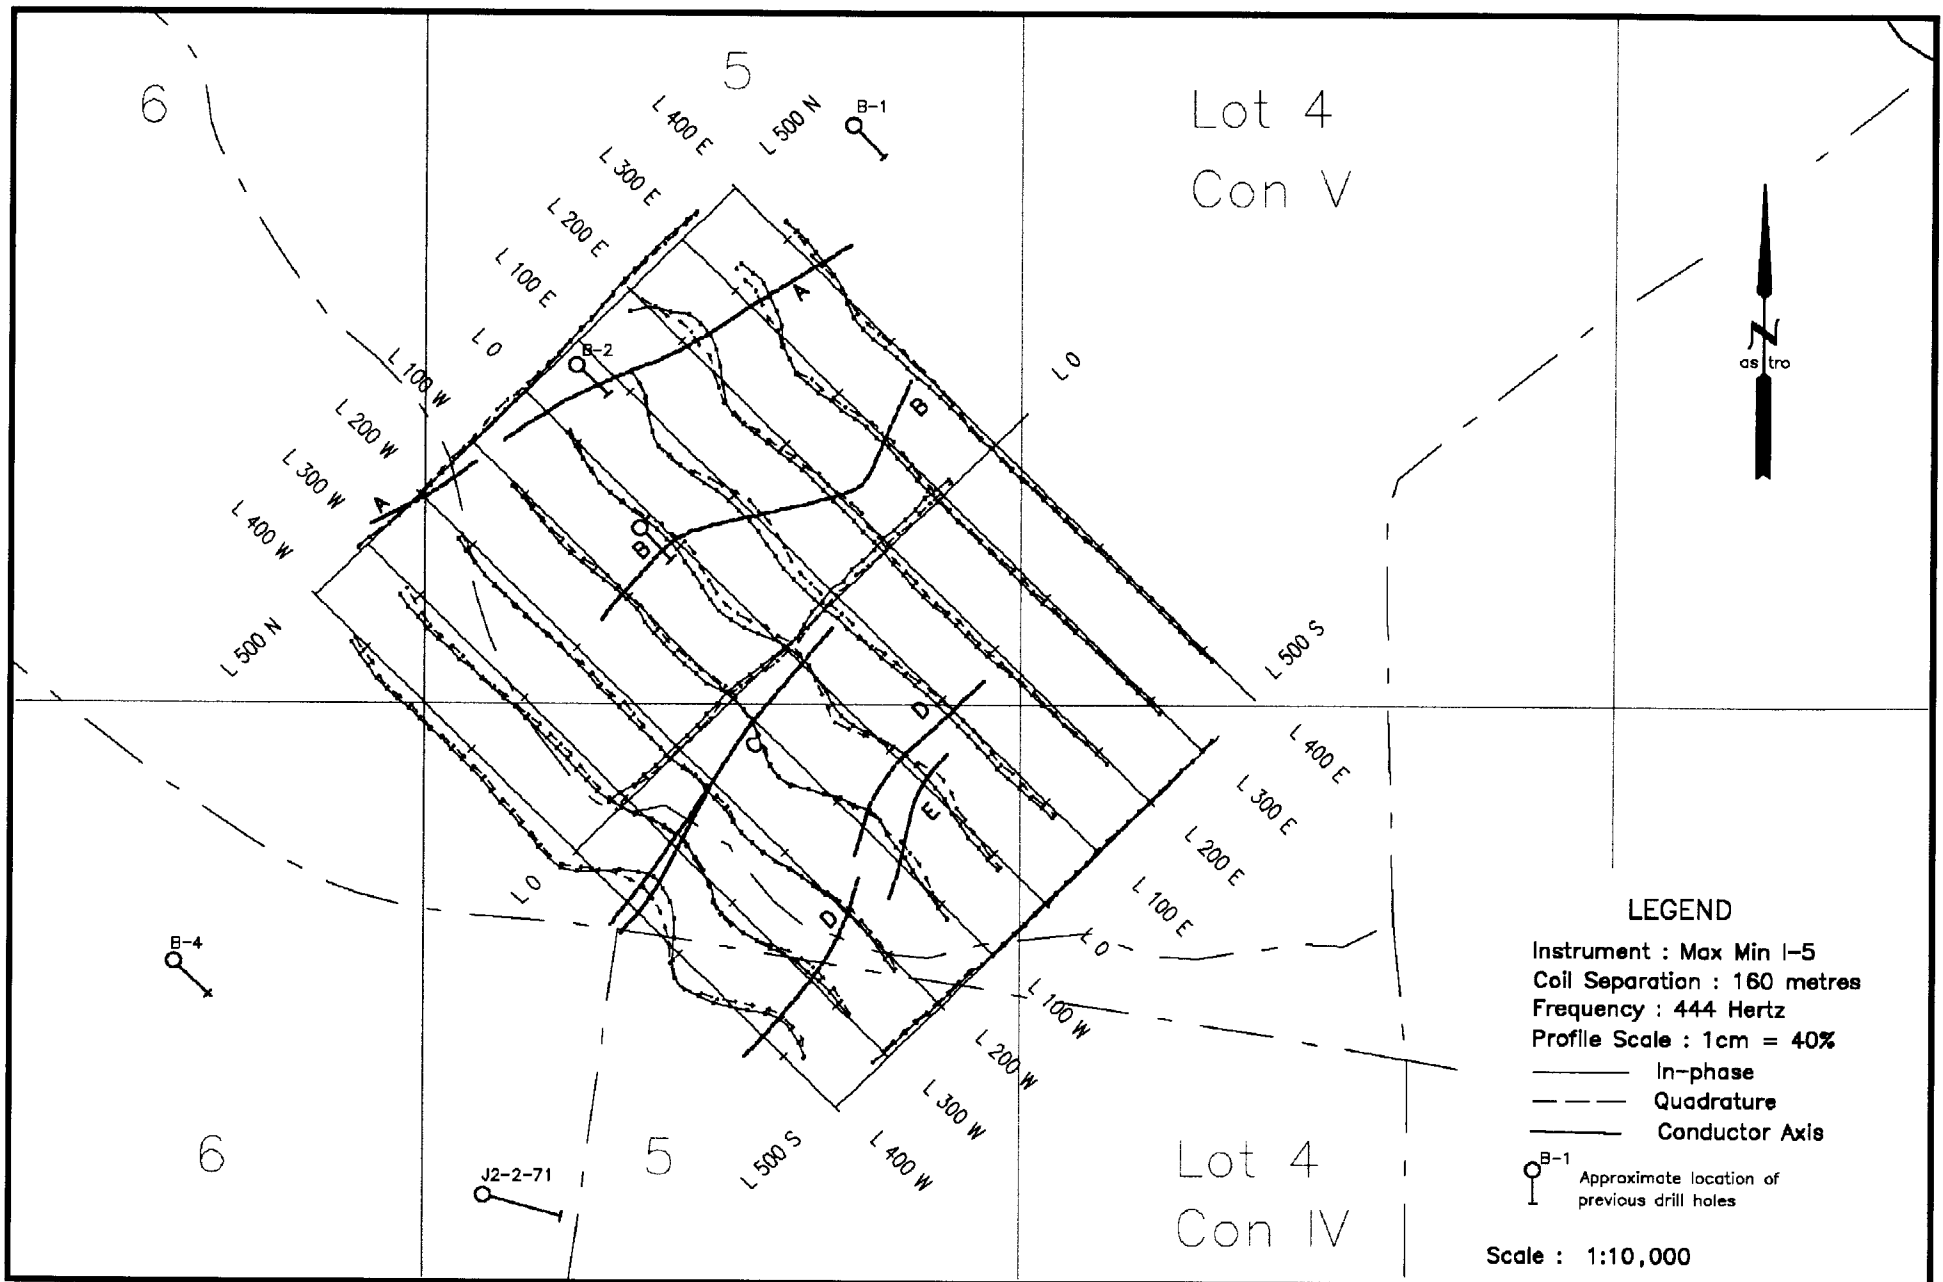 6
5
Lot 4
Con V
B-1
L 500 N
L 400 E
L 300 E
L 200 E
L 100 E
L 0
L 100 W
L 200 W
L 300 W
L 400 W
L 500 N
B-2
A
A
B
B
L 0
C
D
D
E
L 0
N
astro
L 500 S
L 400 E
L 300 E
L 200 E
L 100 E
L 0
L 100 W
L 200 W
L 300 W
L 400 W
L 500 S
B-4
J2-2-71
6
5
Lot 4
Con IV
LEGEND
Instrument : Max Min I-5
Coil Separation : 160 metres
Frequency : 444 Hertz
Profile Scale : 1cm = 40%
In-phase
Quadrature
Conductor Axis
B-1
Approximate location of
previous drill holes
Scale : 1:10,000